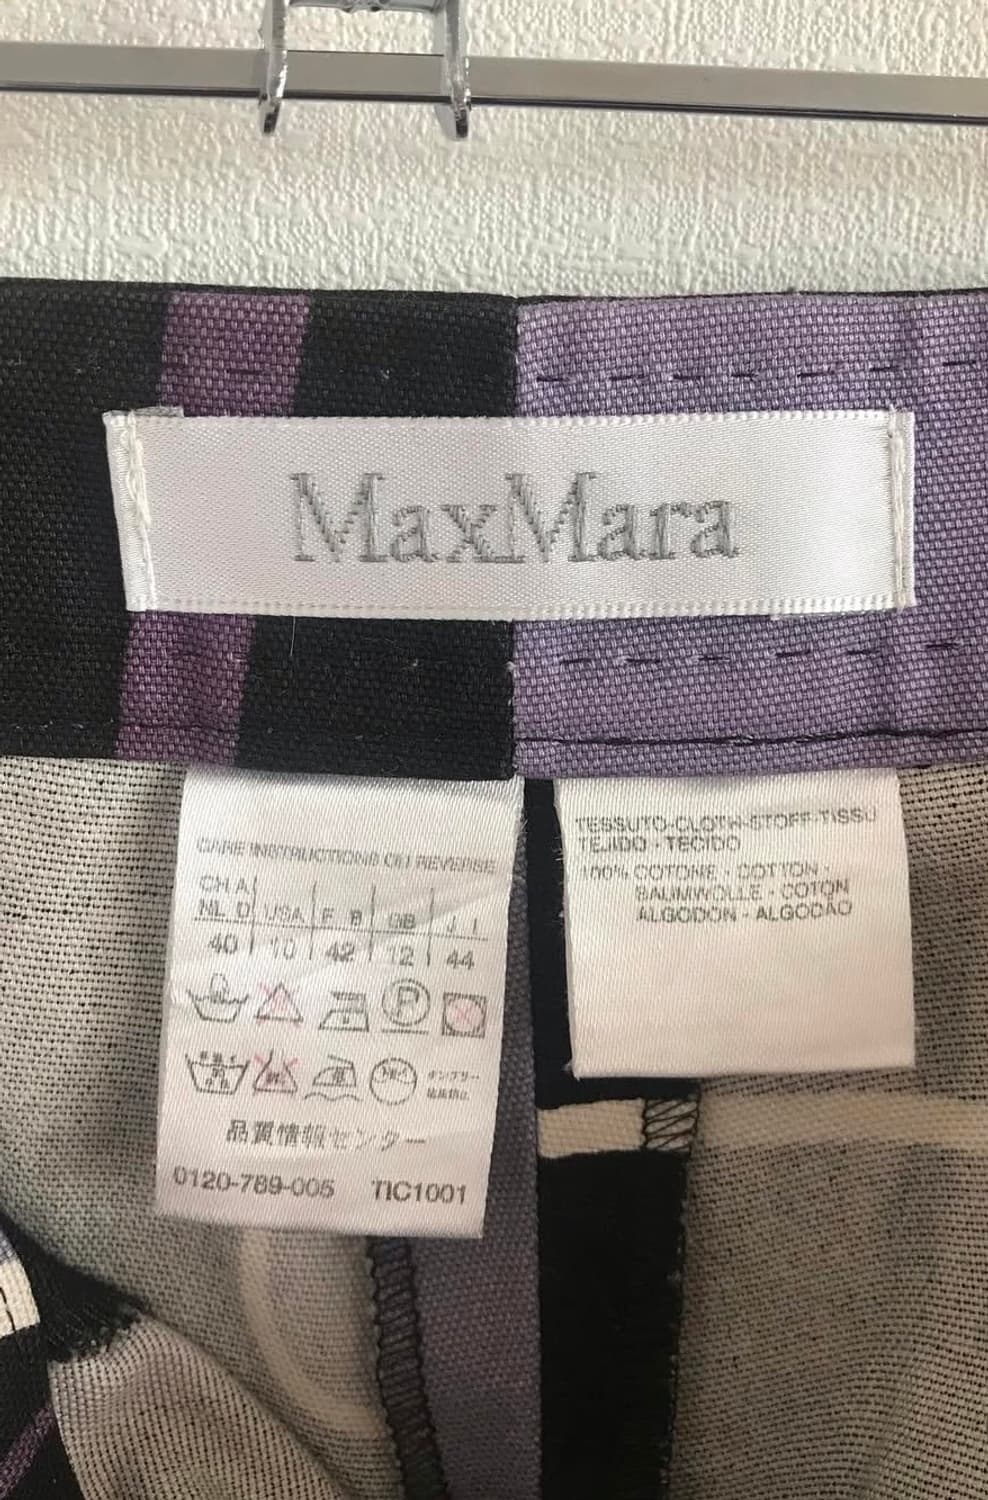 MaxMara
CARE INSTRUCTIONS ON REVERSE
CH A
NL D USA F B GB J I
40 10 42 12 44
P
品質情報センター
0120-789-005 TIC1001
TESSUTO-CLOTH-STOFF-TISSU
TEJIDO - TECIDO
100% COTONE - COTTON -
BAUMWOLLE - COTON
ALGODON - ALGODÃO